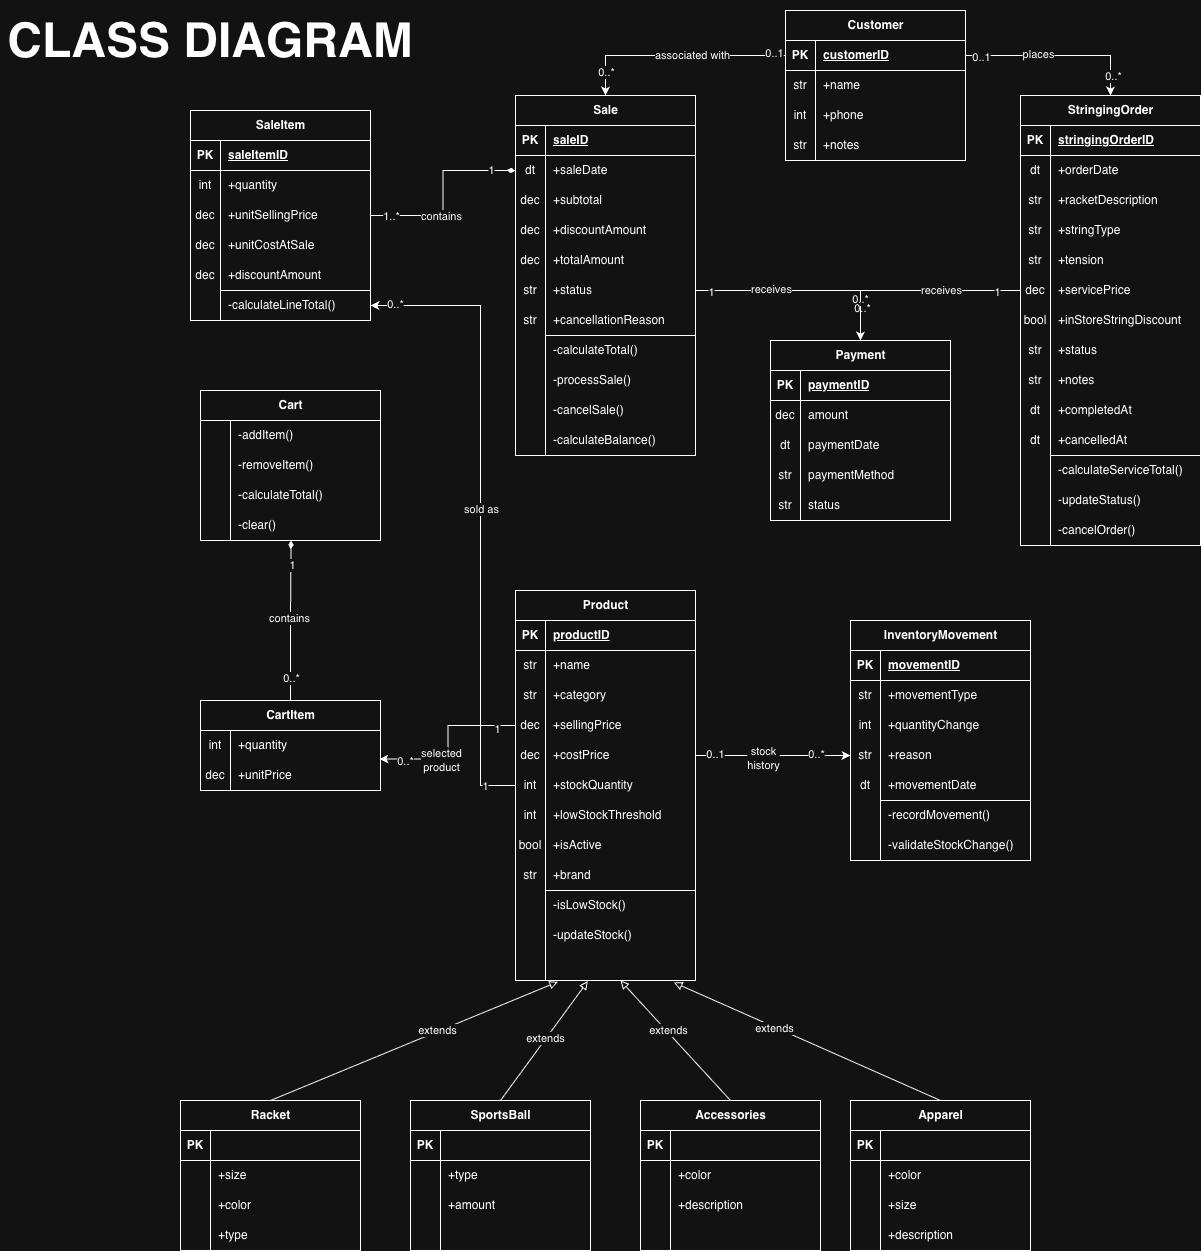 CLASS DIAGRAM
Customer
PK customerID
str +name
int +phone
str +notes
associated with
0..1
0..*
0..1
places
0..*
SaleItem
PK saleItemID
int +quantity
dec +unitSellingPrice
dec +unitCostAtSale
dec +discountAmount
-calculateLineTotal()
1
1..*
contains
0..*
Sale
PK saleID
dt +saleDate
dec +subtotal
dec +discountAmount
dec +totalAmount
str +status
str +cancellationReason
-calculateTotal()
-processSale()
-cancelSale()
-calculateBalance()
StringingOrder
PK stringingOrderID
dt +orderDate
str +racketDescription
str +stringType
str +tension
dec +servicePrice
bool +inStoreStringDiscount
str +status
str +notes
dt +completedAt
dt +cancelledAt
-calculateServiceTotal()
-updateStatus()
-cancelOrder()
1
receives
receives
1
0..*
0..*
Payment
PK paymentID
dec amount
dt paymentDate
str paymentMethod
str status
Cart
-addItem()
-removeItem()
-calculateTotal()
-clear()
1
contains
0..*
sold as
CartItem
int +quantity
dec +unitPrice
1
0..*
selected
product
1
Product
PK productID
str +name
str +category
dec +sellingPrice
dec +costPrice
int +stockQuantity
int +lowStockThreshold
bool +isActive
str +brand
-isLowStock()
-updateStock()
0..1
stock
history
0..*
InventoryMovement
PK movementID
str +movementType
int +quantityChange
str +reason
dt +movementDate
-recordMovement()
-validateStockChange()
extends
extends
extends
extends
Racket
PK
+size
+color
+type
SportsBall
PK
+type
+amount
Accessories
PK
+color
+description
Apparel
PK
+color
+size
+description